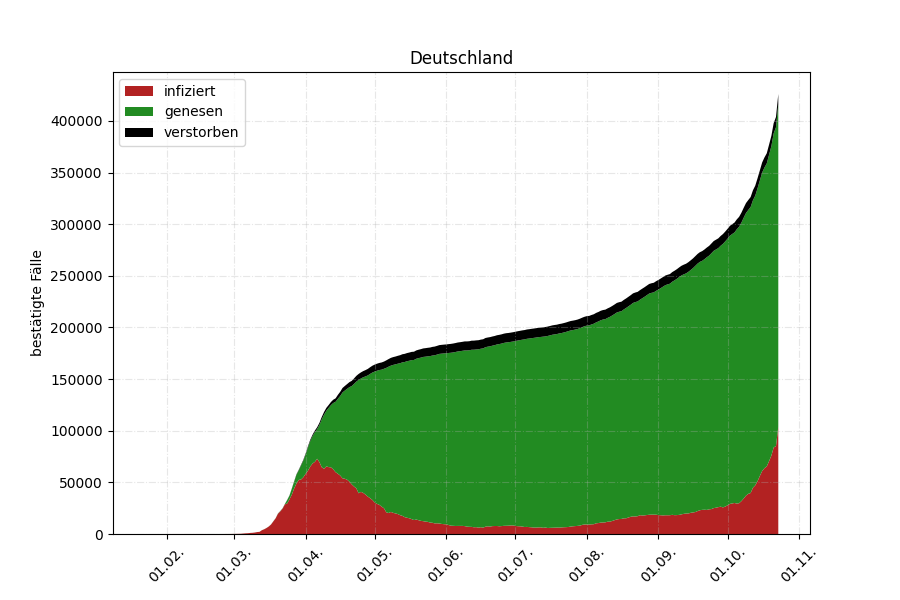 Deutschland
infiziert
genesen
verstorben
bestätigte Fälle
400000
350000
300000
250000
200000
150000
100000
50000
0
01.02. 01.03. 01.04. 01.05. 01.06. 01.07. 01.08. 01.09. 01.10. 01.11.